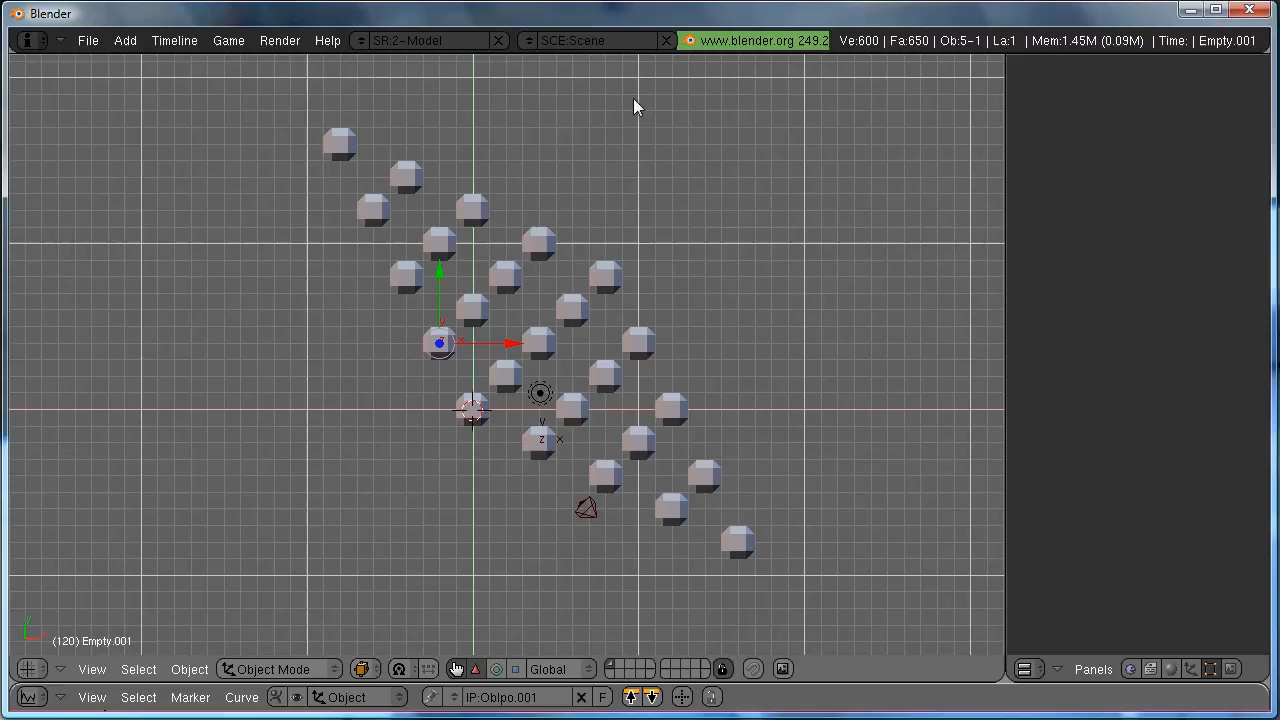 Blender
File Add Timeline Game Render Help SR:2-Model SCE:Scene www.blender.org 249.2 Ve:600 | Fa:650 | Ob:5-1 | La:1 | Mem:1.45M (0.09M) | Time: | Empty.001
y
x
y
z x
y
(120) Empty.001
View Select Object Object Mode Global Panels
View Select Marker Curve Object IP:ObIpo.001 F